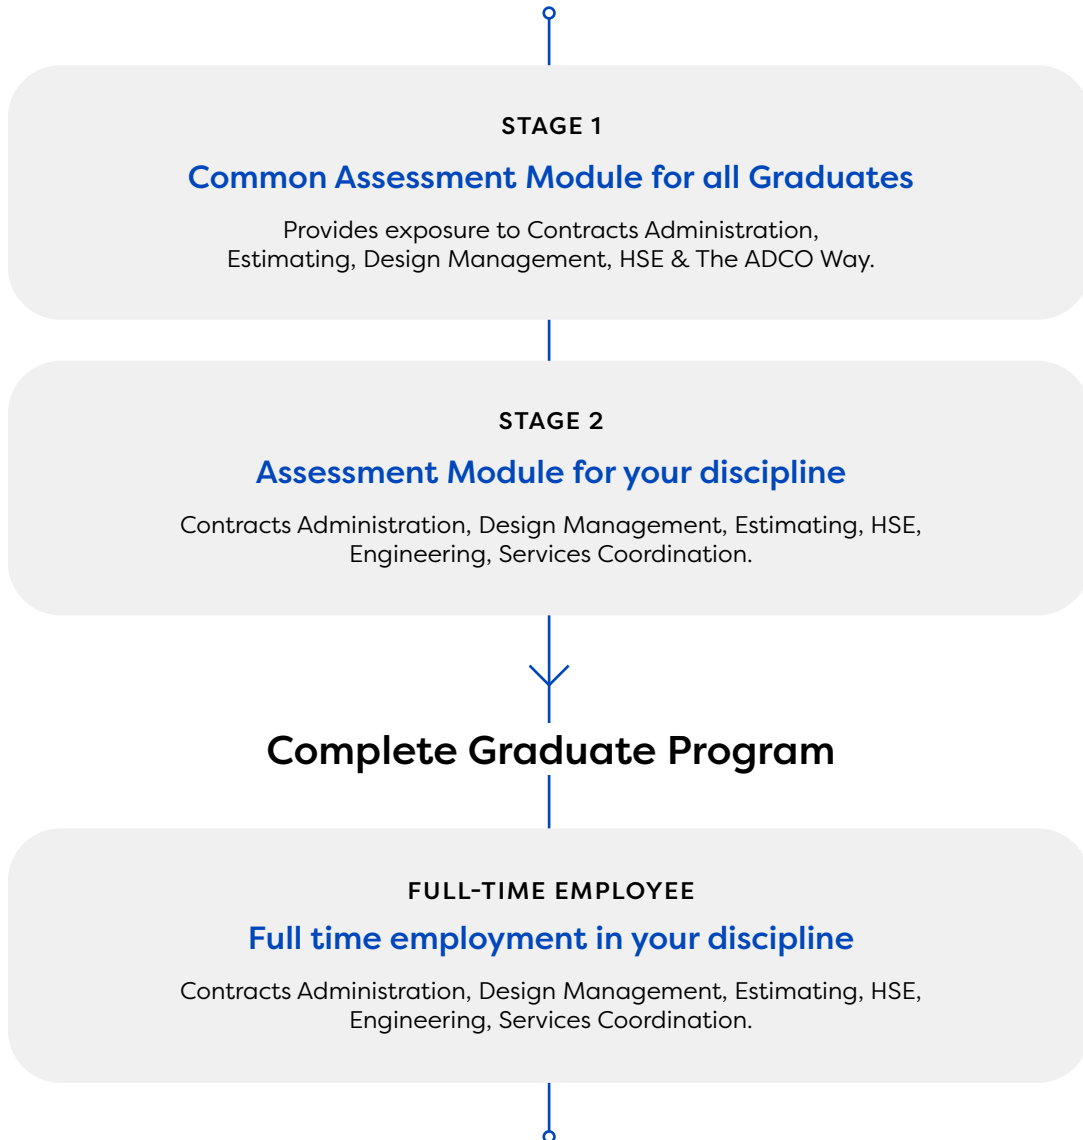 STAGE 1
Common Assessment Module for all Graduates
Provides exposure to Contracts Administration,
Estimating, Design Management, HSE & The ADCO Way.
STAGE 2
Assessment Module for your discipline
Contracts Administration, Design Management, Estimating, HSE,
Engineering, Services Coordination.
Complete Graduate Program
FULL-TIME EMPLOYEE
Full time employment in your discipline
Contracts Administration, Design Management, Estimating, HSE,
Engineering, Services Coordination.